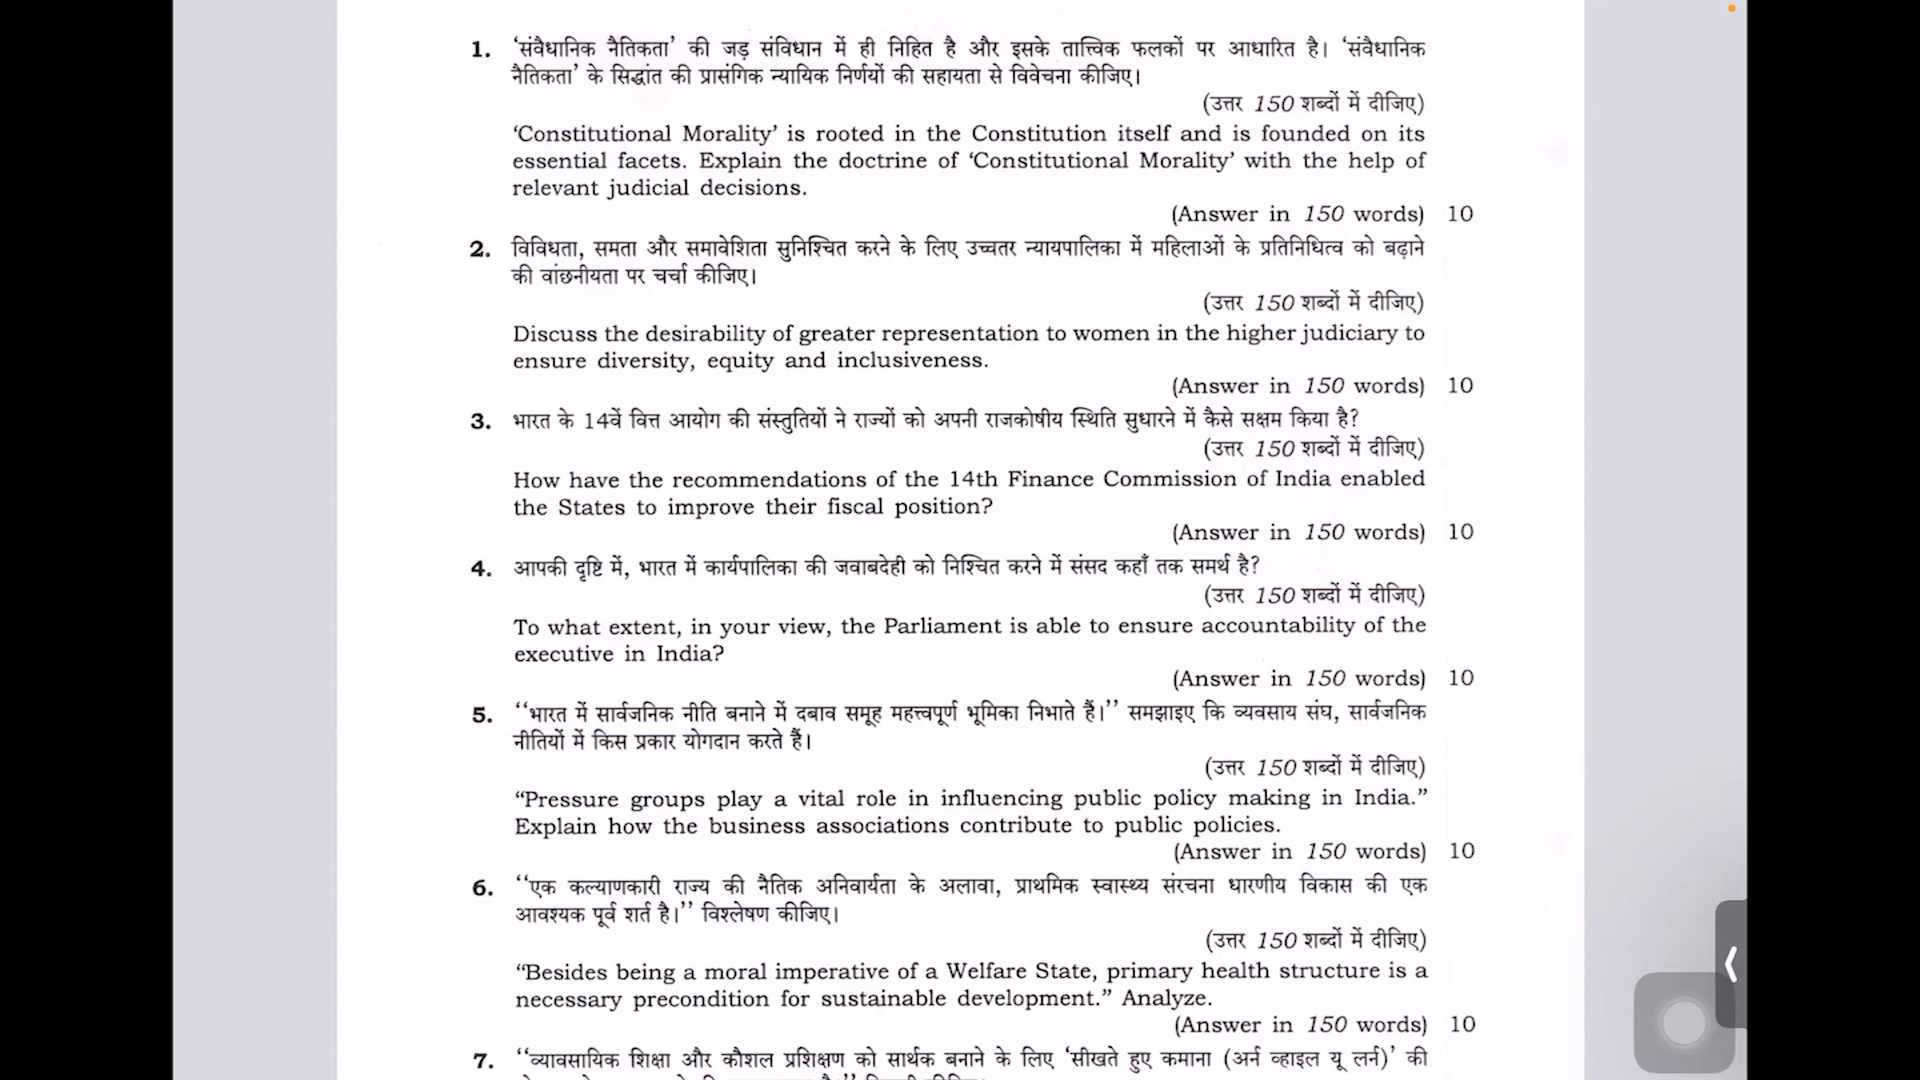 1. ‘संवैधानिक नैतिकता’ की जड़ संविधान में ही निहित है और इसके तात्त्विक फलकों पर आधारित है। ‘संवैधानिक
नैतिकता’ के सिद्धांत की प्रासंगिक न्यायिक निर्णयों की सहायता से विवेचना कीजिए।
(उत्तर 150 शब्दों में दीजिए)
‘Constitutional Morality’ is rooted in the Constitution itself and is founded on its
essential facets. Explain the doctrine of ‘Constitutional Morality’ with the help of
relevant judicial decisions.
(Answer in 150 words) 10
2. विविधता, समता और समावेशिता सुनिश्चित करने के लिए उच्चतर न्यायपालिका में महिलाओं के प्रतिनिधित्व को बढ़ाने
की वांछनीयता पर चर्चा कीजिए।
(उत्तर 150 शब्दों में दीजिए)
Discuss the desirability of greater representation to women in the higher judiciary to
ensure diversity, equity and inclusiveness.
(Answer in 150 words) 10
3. भारत के 14वें वित्त आयोग की संस्तुतियों ने राज्यों को अपनी राजकोषीय स्थिति सुधारने में कैसे सक्षम किया है?
(उत्तर 150 शब्दों में दीजिए)
How have the recommendations of the 14th Finance Commission of India enabled
the States to improve their fiscal position?
(Answer in 150 words) 10
4. आपकी दृष्टि में, भारत में कार्यपालिका की जवाबदेही को निश्चित करने में संसद कहाँ तक समर्थ है?
(उत्तर 150 शब्दों में दीजिए)
To what extent, in your view, the Parliament is able to ensure accountability of the
executive in India?
(Answer in 150 words) 10
5. ‘‘भारत में सार्वजनिक नीति बनाने में दबाव समूह महत्त्वपूर्ण भूमिका निभाते हैं।’’ समझाइए कि व्यवसाय संघ, सार्वजनिक
नीतियों में किस प्रकार योगदान करते हैं।
(उत्तर 150 शब्दों में दीजिए)
“Pressure groups play a vital role in influencing public policy making in India.”
Explain how the business associations contribute to public policies.
(Answer in 150 words) 10
6. ‘‘एक कल्याणकारी राज्य की नैतिक अनिवार्यता के अलावा, प्राथमिक स्वास्थ्य संरचना धारणीय विकास की एक
आवश्यक पूर्व शर्त है।’’ विश्लेषण कीजिए।
(उत्तर 150 शब्दों में दीजिए)
“Besides being a moral imperative of a Welfare State, primary health structure is a
necessary precondition for sustainable development.” Analyze.
(Answer in 150 words) 10
7. ‘‘व्यावसायिक शिक्षा और कौशल प्रशिक्षण को सार्थक बनाने के लिए ‘सीखते हुए कमाना (अर्न व्हाइल यू लर्न)’ की